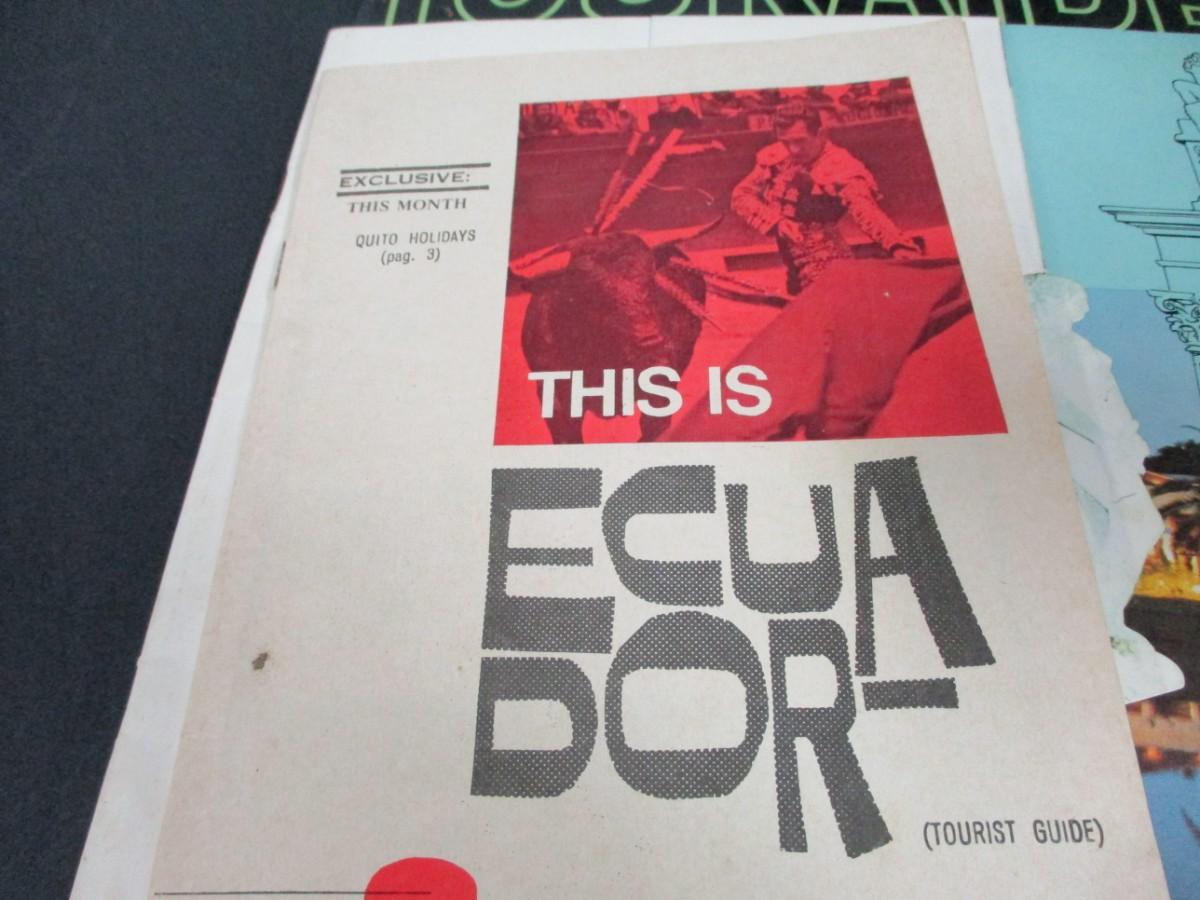 EXCLUSIVE:
THIS MONTH
QUITO HOLIDAYS
(pag. 3)
THIS IS
ECUA
DOR-
(TOURIST GUIDE)